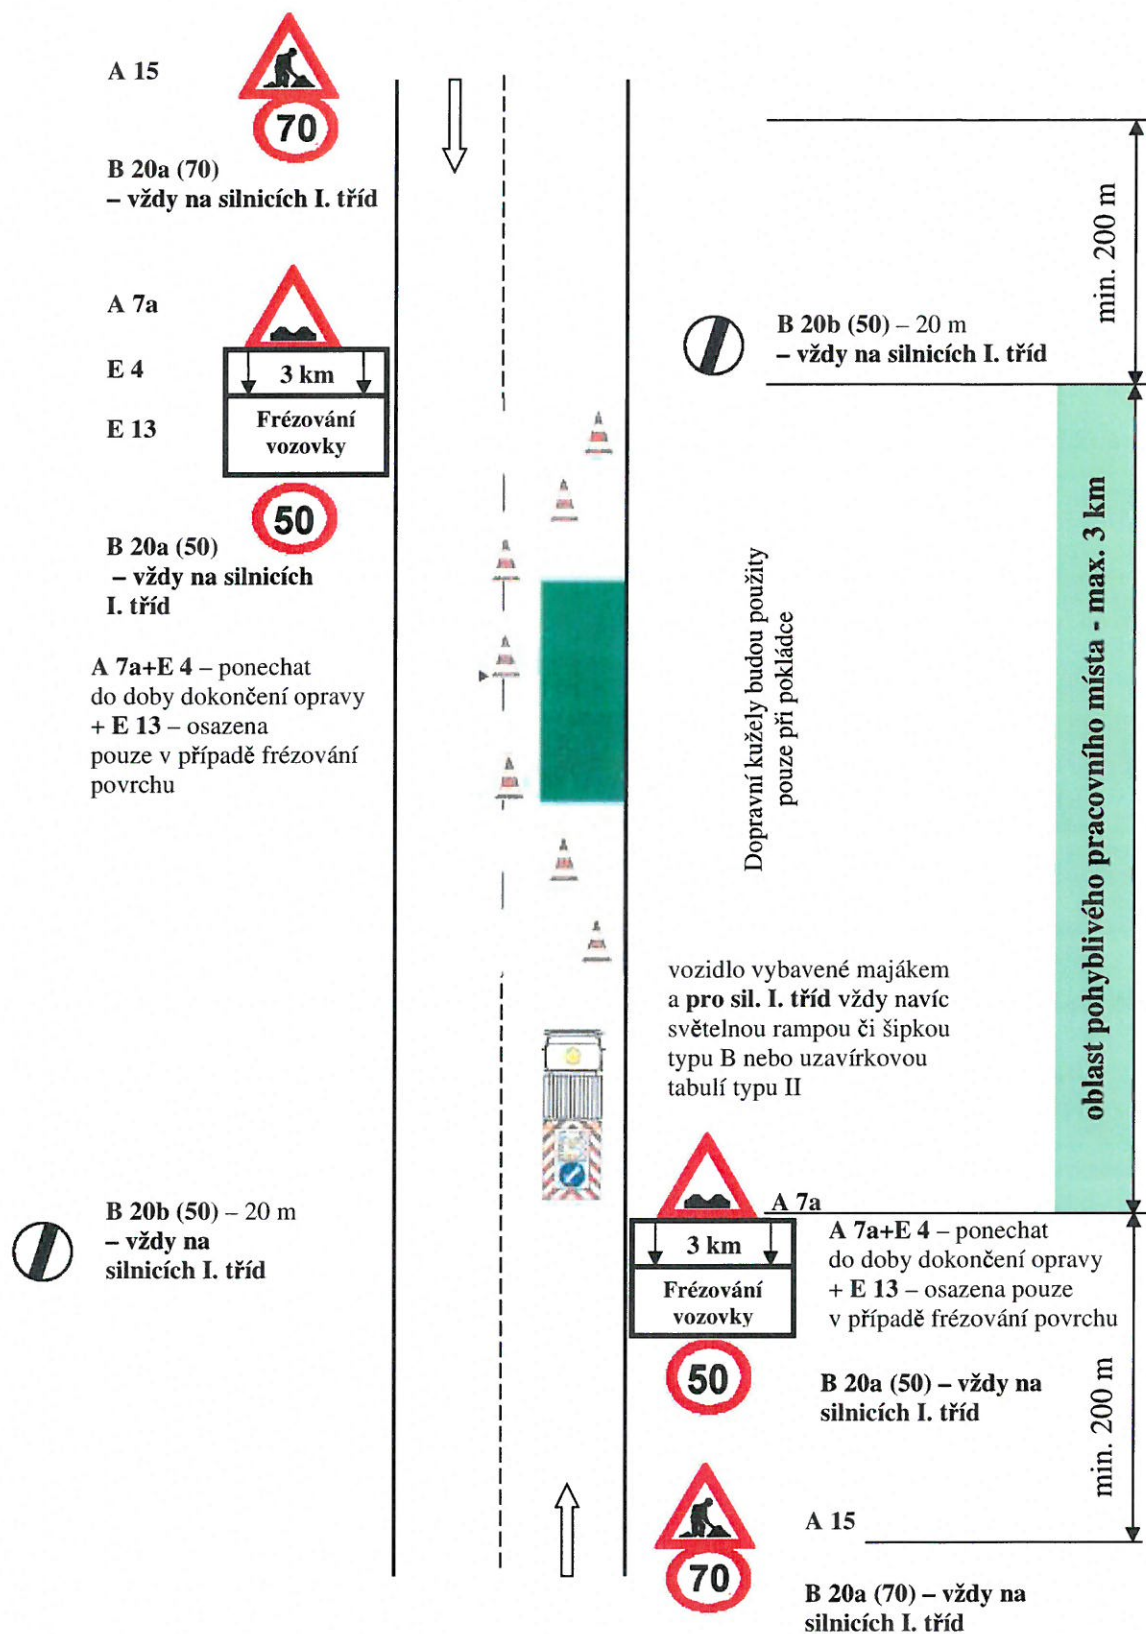 A 15
70
B 20a (70)
– vždy na silnicích I. tříd
A 7a
E 4
3 km
E 13
Frézování
vozovky
50
B 20a (50)
– vždy na silnicích
I. tříd
A 7a+E 4 – ponechat
do doby dokončení opravy
+ E 13 – osazena
pouze v případě frézování
povrchu
B 20b (50) – 20 m
– vždy na
silnicích I. tříd
min. 200 m
B 20b (50) – 20 m
– vždy na silnicích I. tříd
Dopravní kužely budou použity
pouze při pokládce
oblast pohyblivého pracovního místa - max. 3 km
vozidlo vybavené majákem
a pro sil. I. tříd vždy navíc
světelnou rampou či šipkou
typu B nebo uzavírkovou
tabulí typu II
A 7a
3 km
Frézování
vozovky
A 7a+E 4 – ponechat
do doby dokončení opravy
+ E 13 – osazena pouze
v případě frézování povrchu
50
B 20a (50) – vždy na
silnicích I. tříd
min. 200 m
A 15
70
B 20a (70) – vždy na
silnicích I. tříd